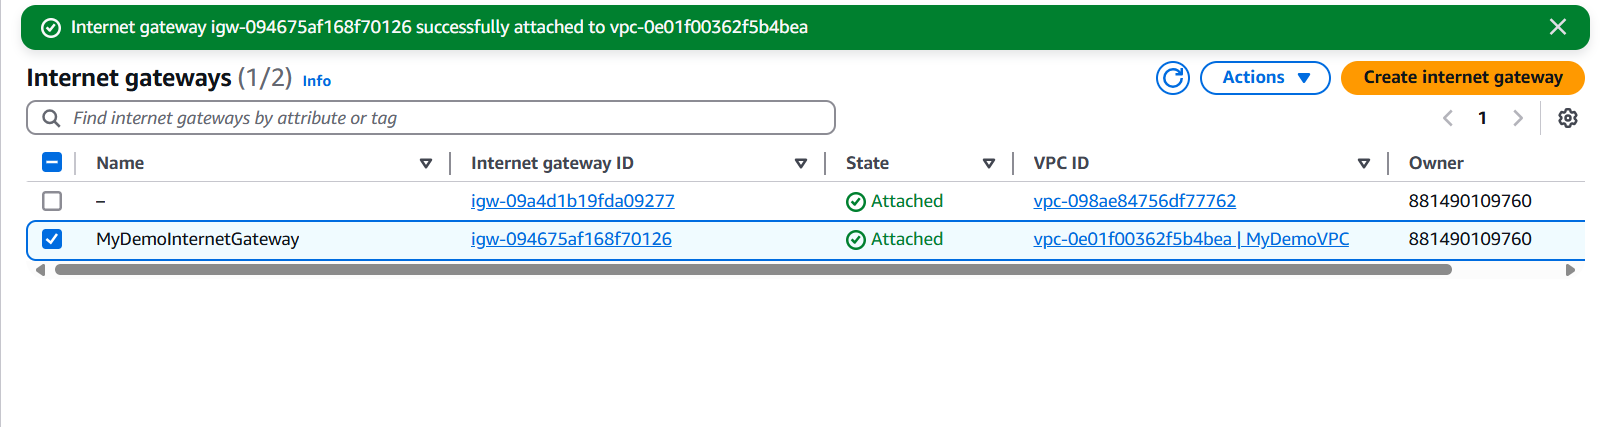 Internet gateway igw-094675af168f70126 successfully attached to vpc-0e01f00362f5b4bea
Internet gateways (1/2) Info
Actions
Create internet gateway
Find internet gateways by attribute or tag
1
Name Internet gateway ID State VPC ID Owner
– igw-09a4d1b19fda09277 Attached vpc-098ae84756df77762 881490109760
MyDemoInternetGateway igw-094675af168f70126 Attached vpc-0e01f00362f5b4bea | MyDemoVPC 881490109760